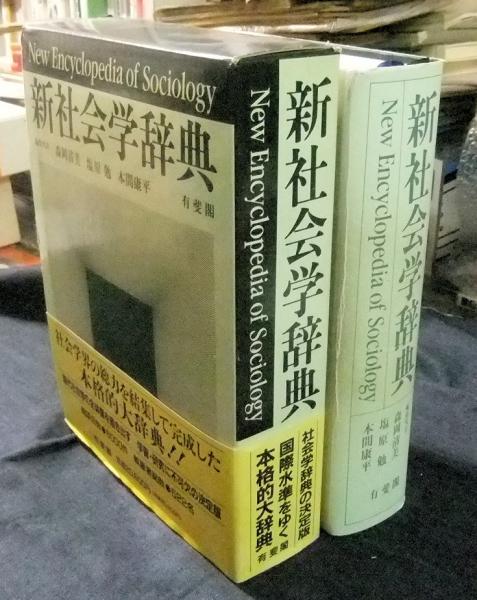 New Encyclopedia of Sociology
新社会学辞典
森岡清美 塩原勉 本間康平
有斐閣
社会学界の総力を結集して完成した
本格的大辞典!!
新社会学辞典
New Encyclopedia of Sociology
社会学辞典の決定版
国際水準をゆく
本格的大辞典
有斐閣
新社会学辞典
New Encyclopedia of Sociology
森岡清美
塩原勉
本間康平
有斐閣